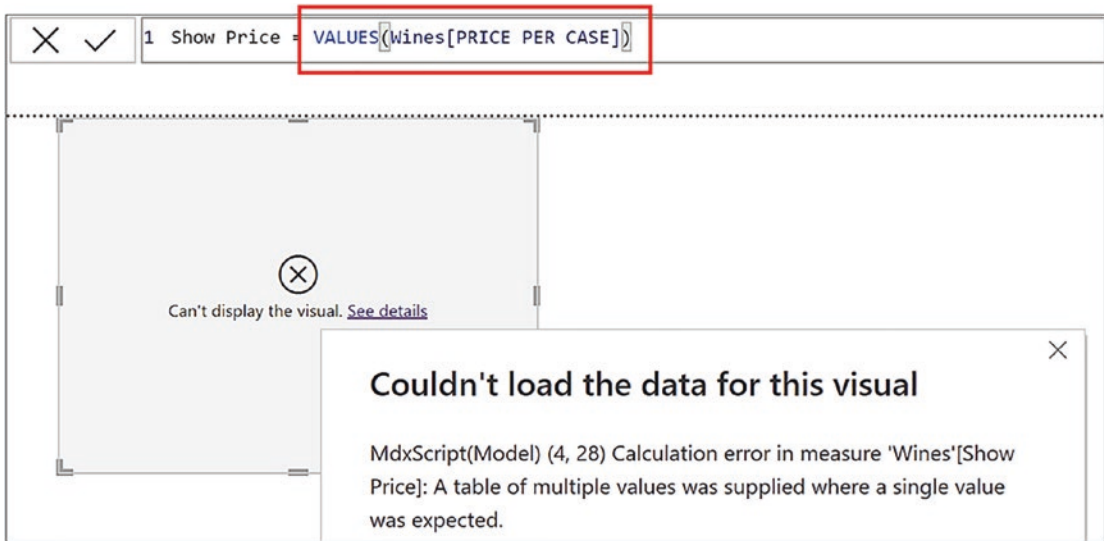 1 Show Price = VALUES(Wines[PRICE PER CASE])
Can't display the visual. See details
Couldn't load the data for this visual
MdxScript(Model) (4, 28) Calculation error in measure 'Wines'[Show
Price]: A table of multiple values was supplied where a single value
was expected.